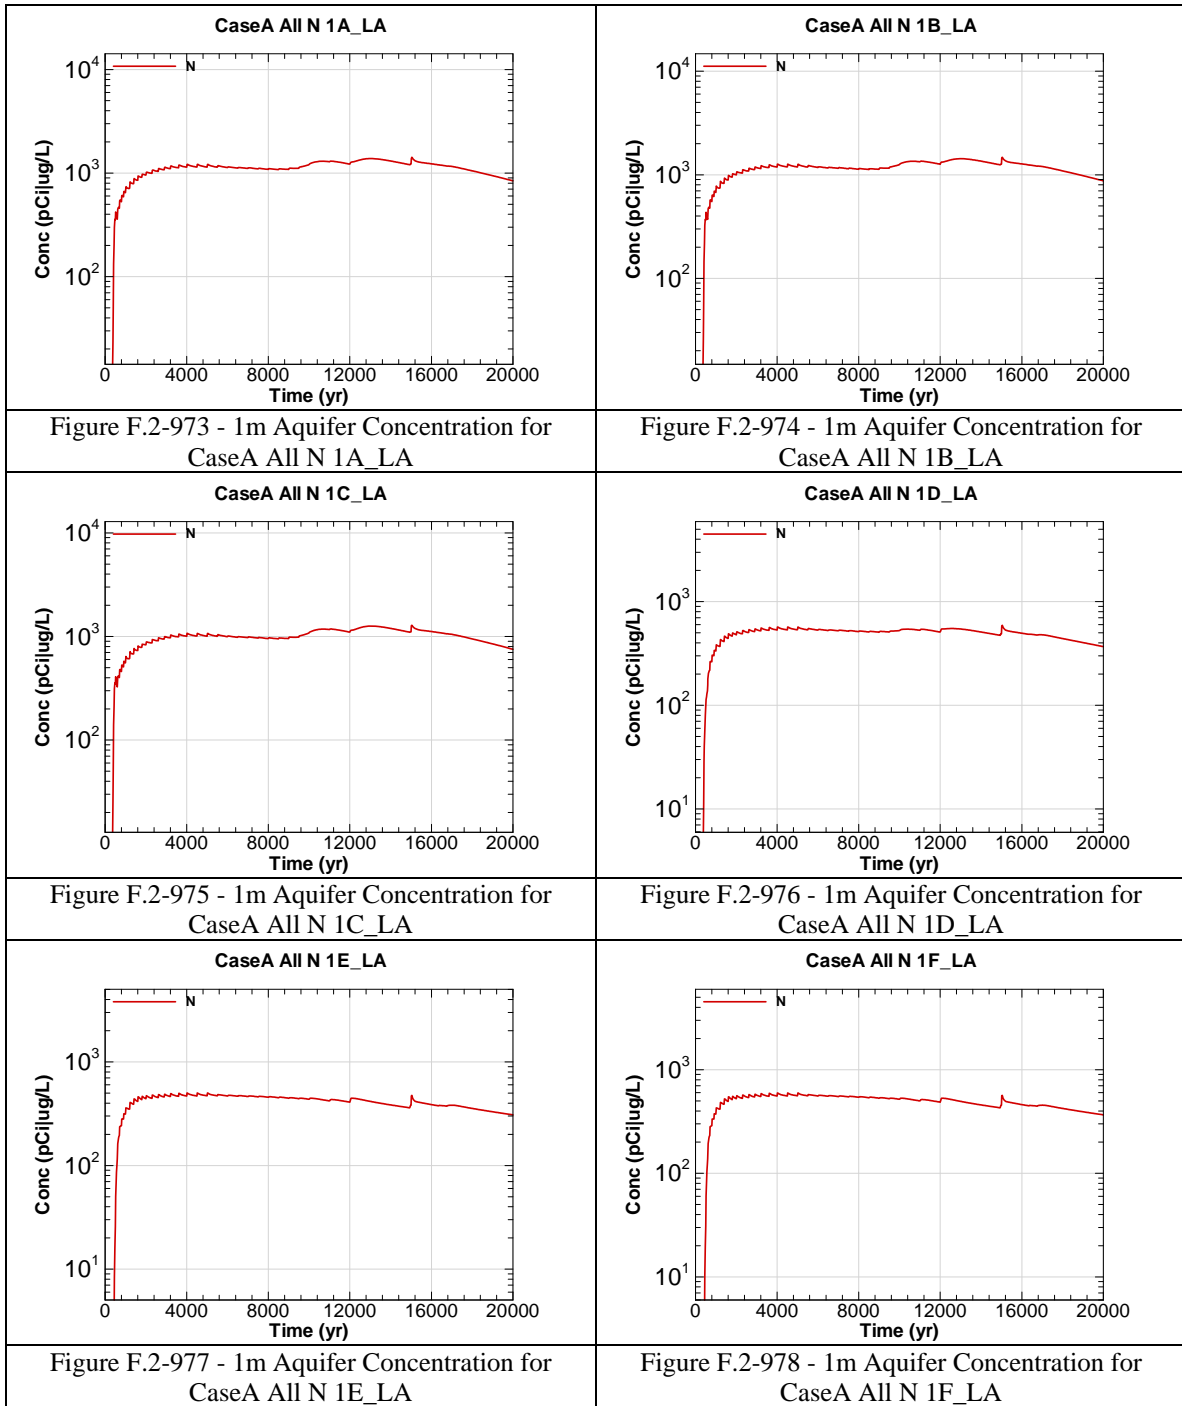 CaseA All N 1A_LA
N
10^4
10^3
10^2
Conc (pCi|ug/L)
0 4000 8000 12000 16000 20000
Time (yr)
Figure F.2-973 - 1m Aquifer Concentration for
CaseA All N 1A_LA
CaseA All N 1B_LA
N
10^4
10^3
10^2
Conc (pCi|ug/L)
0 4000 8000 12000 16000 20000
Time (yr)
Figure F.2-974 - 1m Aquifer Concentration for
CaseA All N 1B_LA
CaseA All N 1C_LA
N
10^4
10^3
10^2
Conc (pCi|ug/L)
0 4000 8000 12000 16000 20000
Time (yr)
Figure F.2-975 - 1m Aquifer Concentration for
CaseA All N 1C_LA
CaseA All N 1D_LA
N
10^3
10^2
10^1
Conc (pCi|ug/L)
0 4000 8000 12000 16000 20000
Time (yr)
Figure F.2-976 - 1m Aquifer Concentration for
CaseA All N 1D_LA
CaseA All N 1E_LA
N
10^3
10^2
10^1
Conc (pCi|ug/L)
0 4000 8000 12000 16000 20000
Time (yr)
Figure F.2-977 - 1m Aquifer Concentration for
CaseA All N 1E_LA
CaseA All N 1F_LA
N
10^3
10^2
10^1
Conc (pCi|ug/L)
0 4000 8000 12000 16000 20000
Time (yr)
Figure F.2-978 - 1m Aquifer Concentration for
CaseA All N 1F_LA